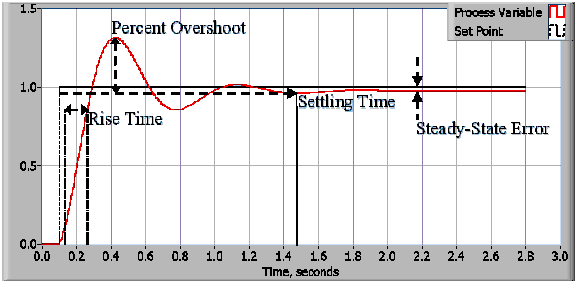 1.5
Percent Overshoot
Process Variable
Set Point
1.0
Settling Time
Rise Time
Steady-State Error
0.5
0.0
0.0 0.2 0.4 0.6 0.8 1.0 1.2 1.4 1.6 1.8 2.0 2.2 2.4 2.6 2.8 3.0
Time, seconds